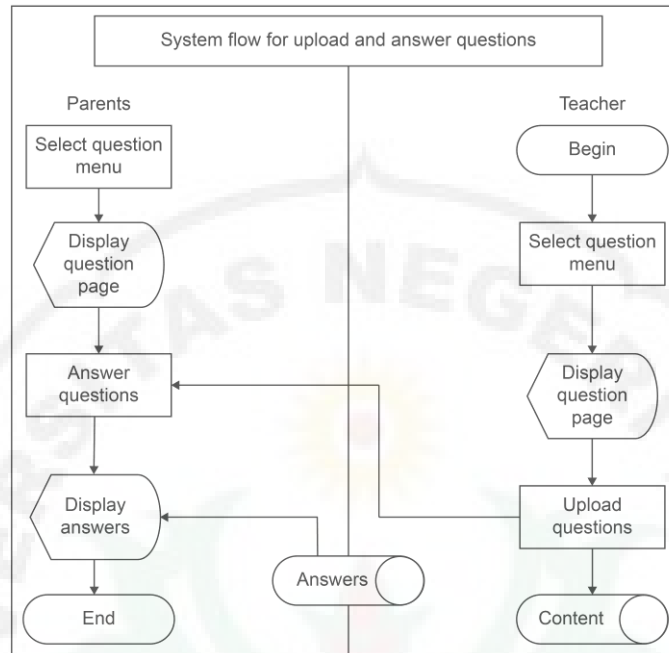 System flow for upload and answer questions
Parents
Select question
menu
Display
question
page
Answer
questions
Display
answers
End
Answers
Teacher
Begin
Select question
menu
Display
question
page
Upload
questions
Content